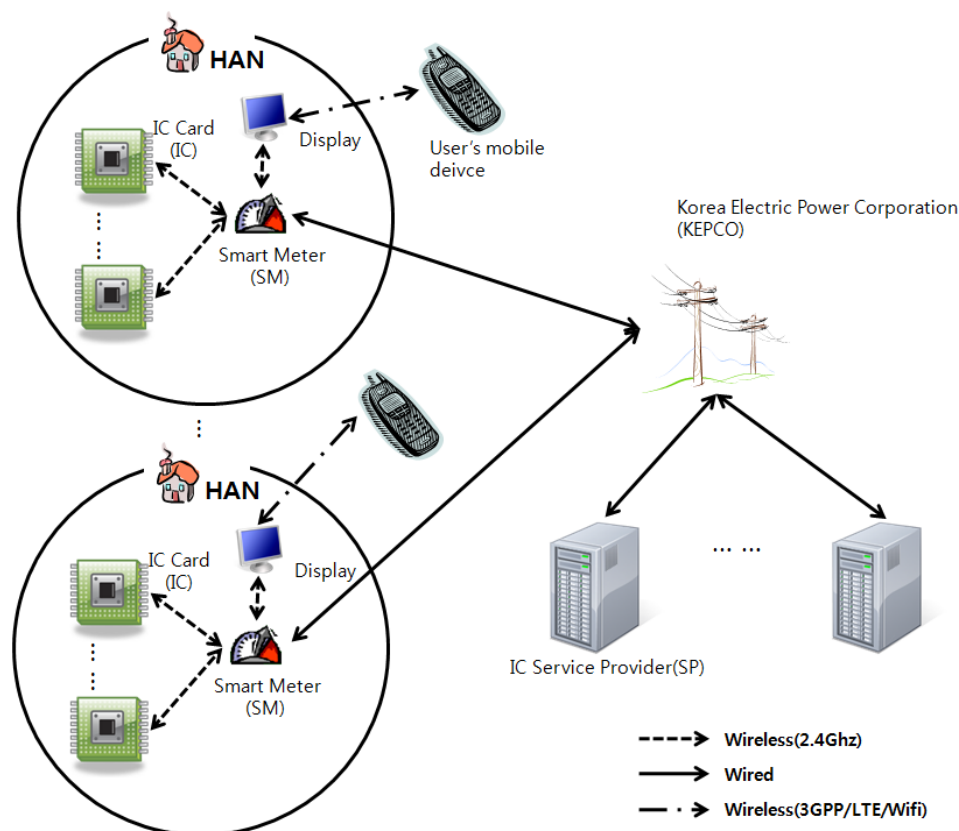 HAN
IC Card
(IC)
Display
User's mobile
deivce
Smart Meter
(SM)
Korea Electric Power Corporation
(KEPCO)
HAN
IC Card
(IC)
Display
Smart Meter
(SM)
... ...
IC Service Provider(SP)
Wireless(2.4Ghz)
Wired
Wireless(3GPP/LTE/Wifi)